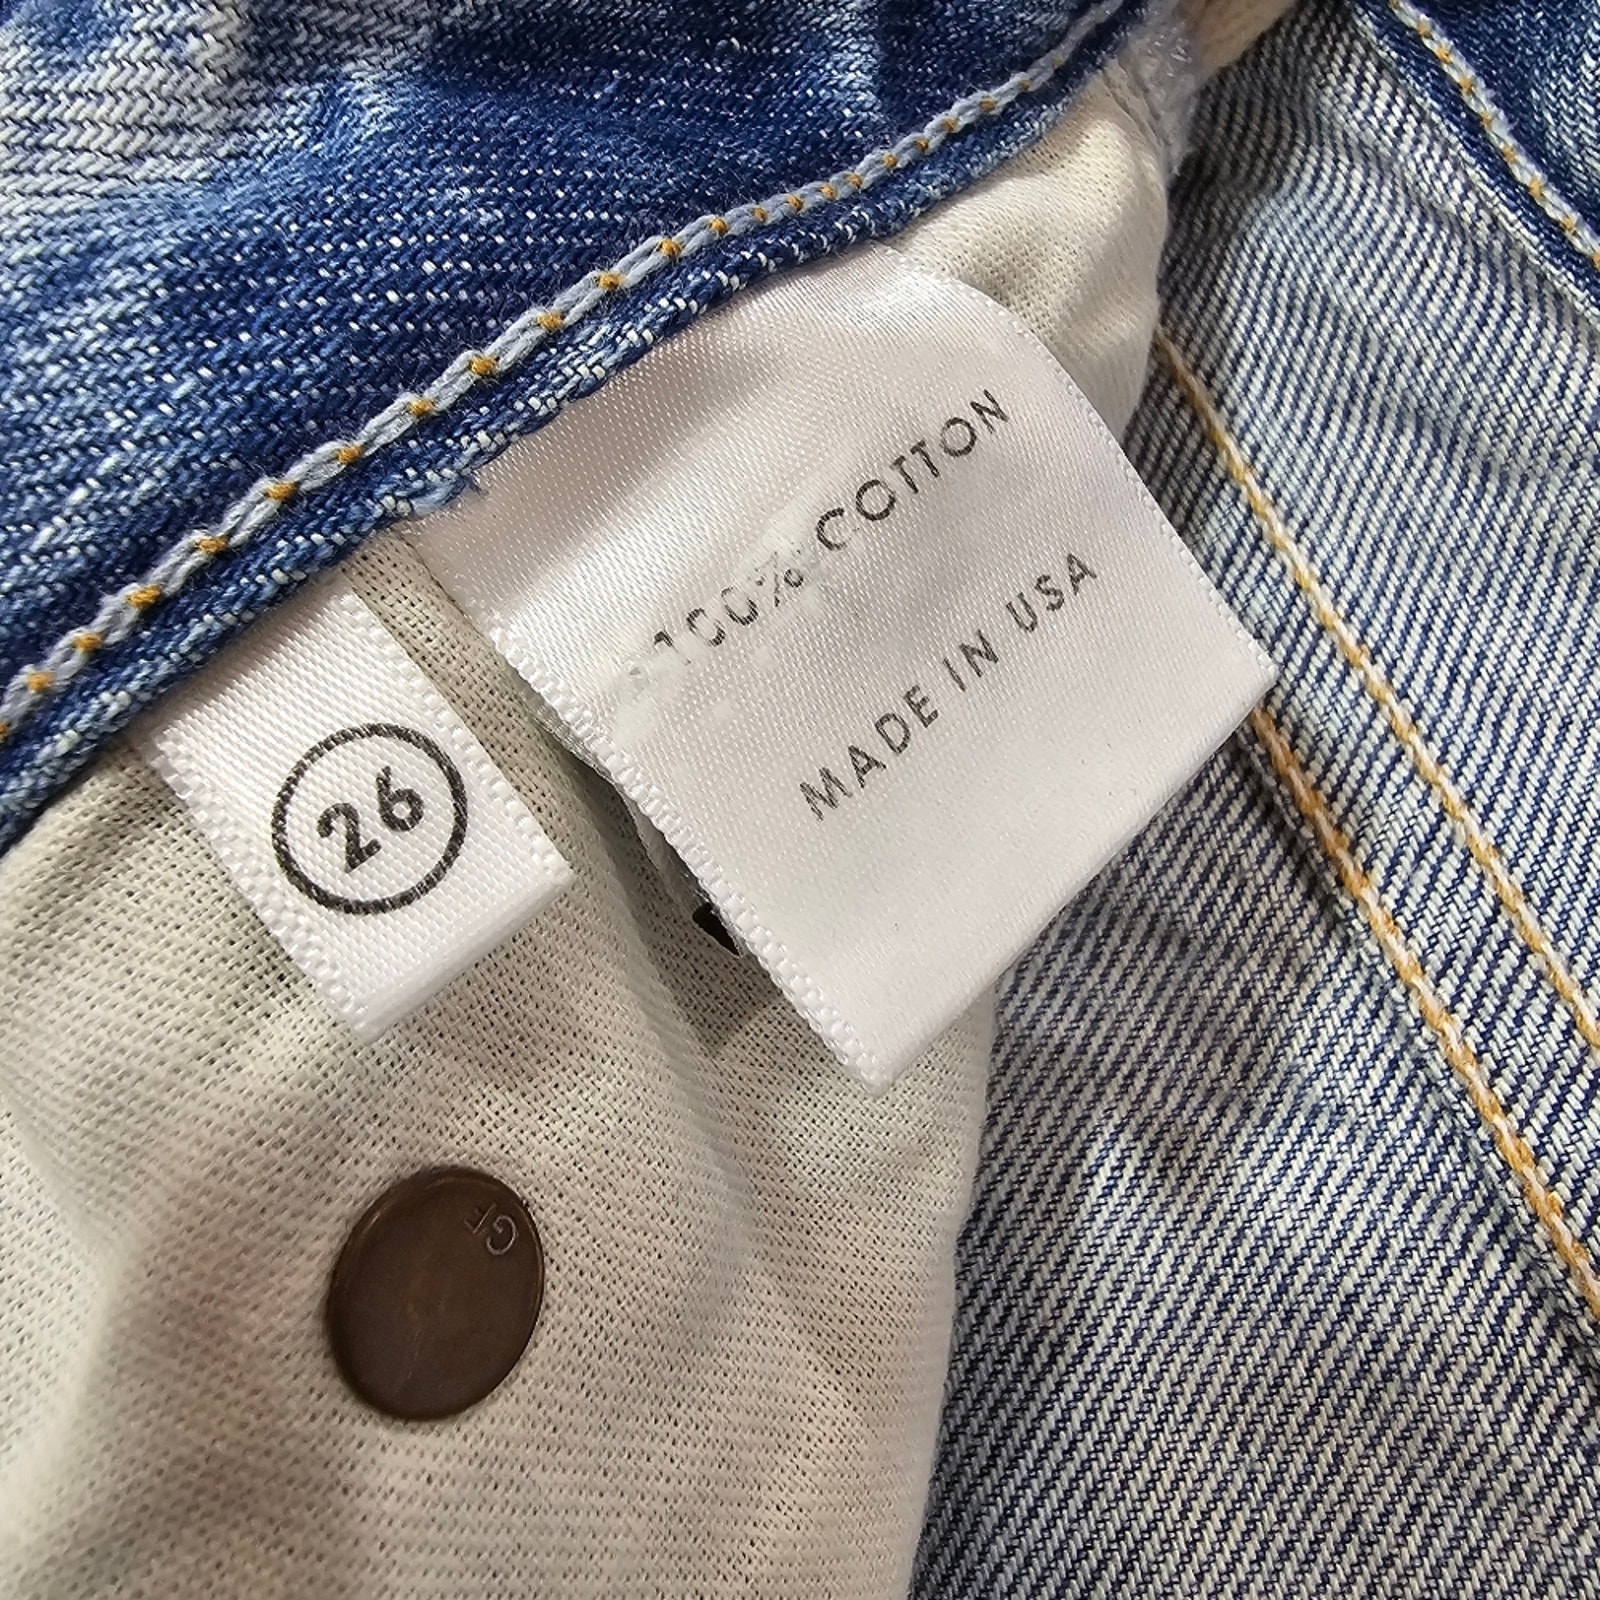 100% COTTON
MADE IN USA
26
GF